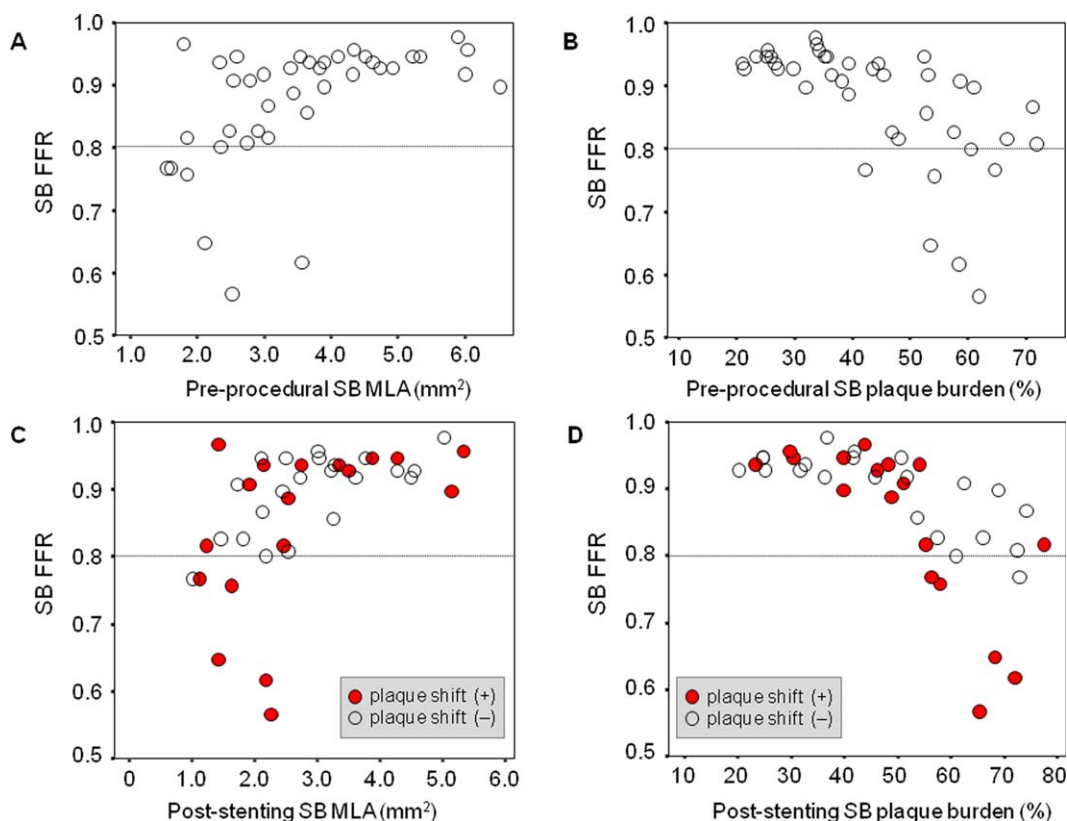 A
1.0
0.9
0.8
0.7
0.6
0.5
SB FFR
1.0 2.0 3.0 4.0 5.0 6.0
Pre-procedural SB MLA (mm²)
B
1.0
0.9
0.8
0.7
0.6
0.5
SB FFR
10 20 30 40 50 60 70
Pre-procedural SB plaque burden (%)
C
1.0
0.9
0.8
0.7
0.6
0.5
SB FFR
plaque shift (+)
plaque shift (–)
0 1.0 2.0 3.0 4.0 5.0 6.0
Post-stenting SB MLA (mm²)
D
1.0
0.9
0.8
0.7
0.6
0.5
SB FFR
plaque shift (+)
plaque shift (–)
10 20 30 40 50 60 70 80
Post-stenting SB plaque burden (%)